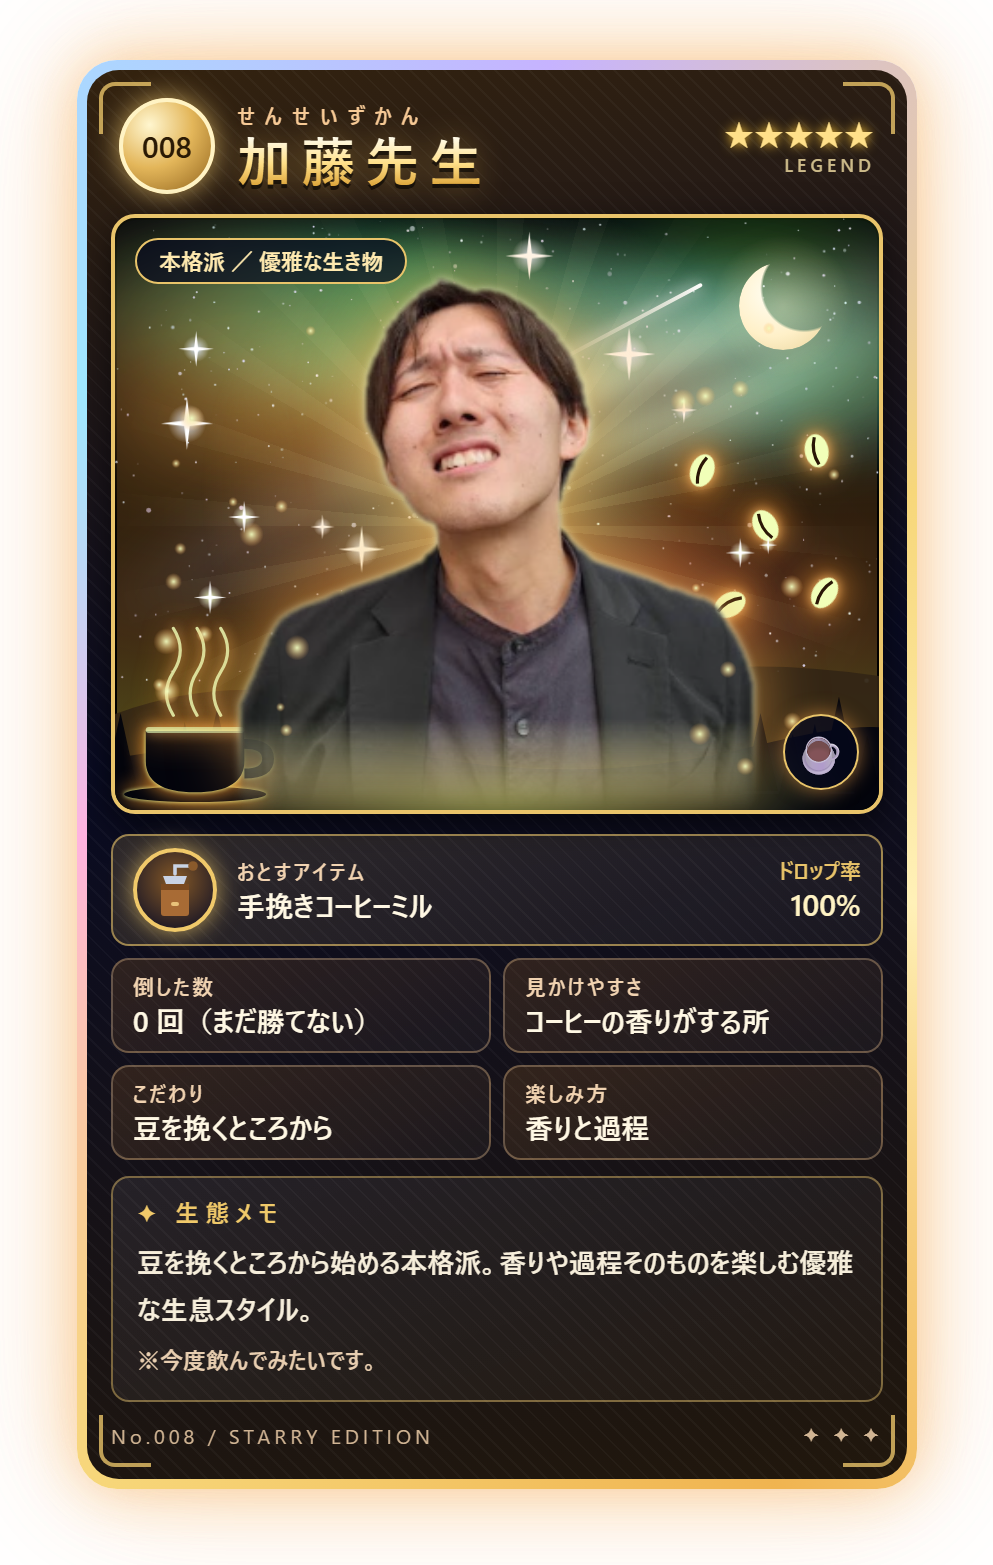 008
せんせいずかん
加藤先生
★★★★★
LEGEND
本格派 ／ 優雅な生き物
おとすアイテム
手挽きコーヒーミル
ドロップ率
100%
倒した数
0 回（まだ勝てない）
見かけやすさ
コーヒーの香りがする所
こだわり
豆を挽くところから
楽しみ方
香りと過程
✦ 生態メモ
豆を挽くところから始める本格派。香りや過程そのものを楽しむ優雅
な生息スタイル。
※今度飲んでみたいです。
No.008 / STARRY EDITION
✦ ✦ ✦